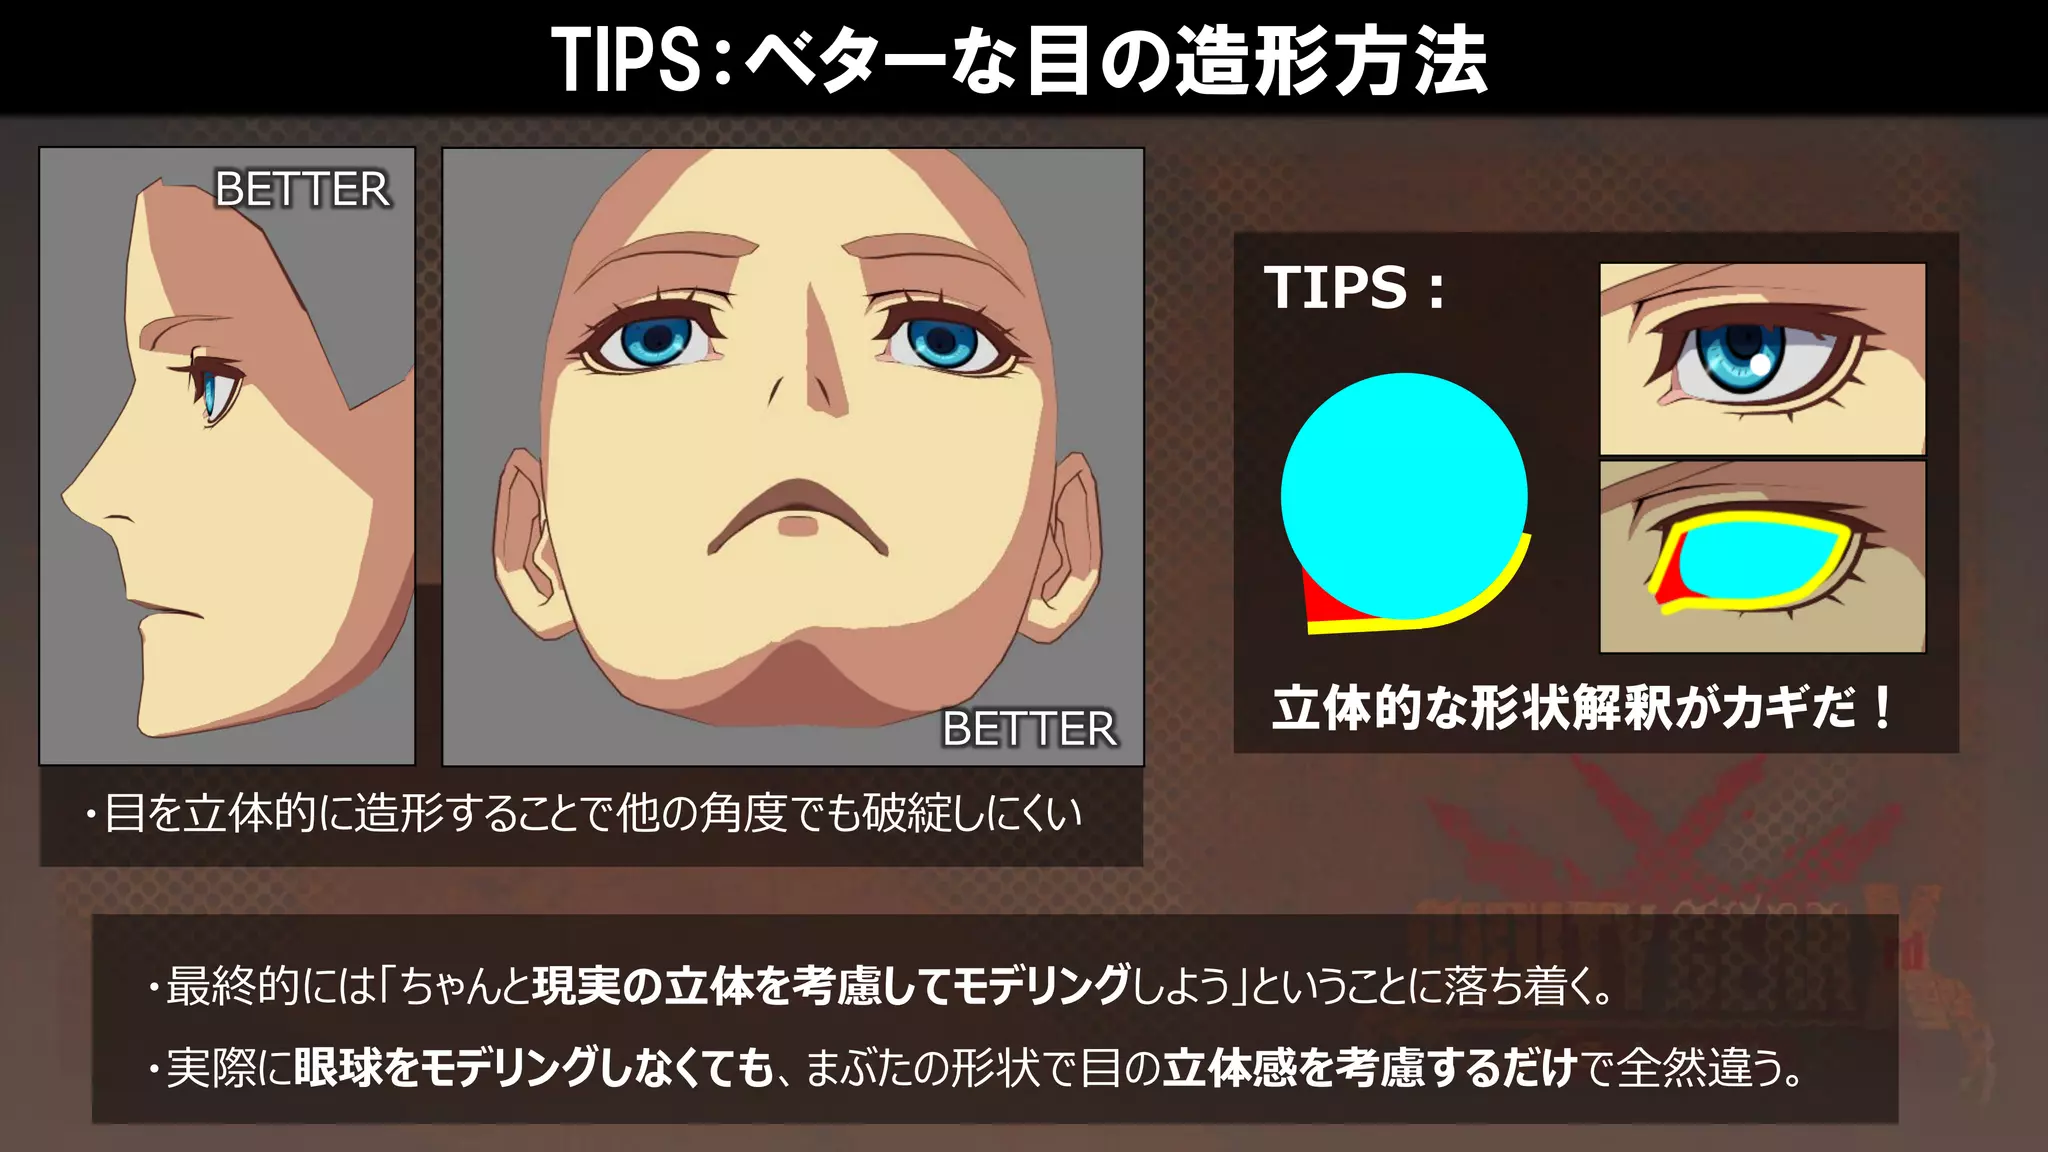 TIPS：ベターな目の造形方法
BETTER
BETTER
・目を立体的に造形することで他の角度でも破綻しにくい
TIPS：
立体的な形状解釈がカギだ！
・最終的には「ちゃんと現実の立体を考慮してモデリングしよう」ということに落ち着く。
・実際に眼球をモデリングしなくても、まぶたの形状で目の立体感を考慮するだけで全然違う。